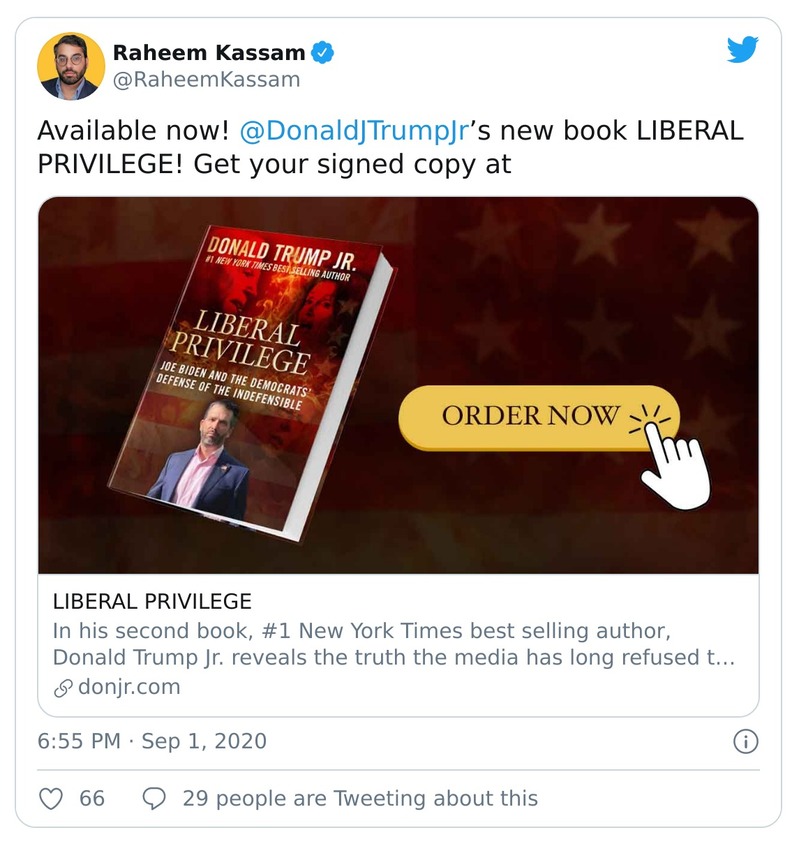 Raheem Kassam
@RaheemKassam
Available now! @DonaldJTrumpJr’s new book LIBERAL
PRIVILEGE! Get your signed copy at
DONALD TRUMP JR.
#1 NEW YORK TIMES BEST SELLING AUTHOR
LIBERAL
PRIVILEGE
JOE BIDEN AND THE DEMOCRATS'
DEFENSE OF THE INDEFENSIBLE
ORDER NOW
LIBERAL PRIVILEGE
In his second book, #1 New York Times best selling author,
Donald Trump Jr. reveals the truth the media has long refused t...
donjr.com
6:55 PM · Sep 1, 2020
66
29 people are Tweeting about this